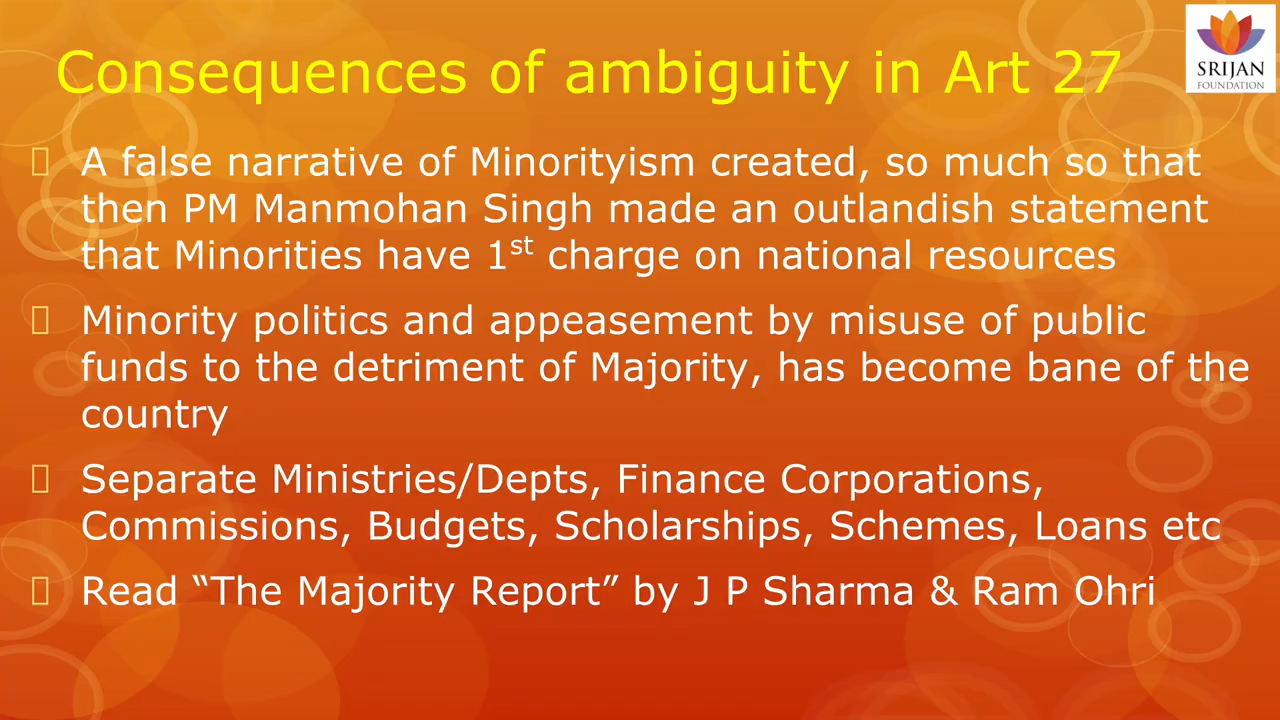 Consequences of ambiguity in Art 27
SRIJAN
FOUNDATION
A false narrative of Minorityism created, so much so that
then PM Manmohan Singh made an outlandish statement
that Minorities have 1st charge on national resources
Minority politics and appeasement by misuse of public
funds to the detriment of Majority, has become bane of the
country
Separate Ministries/Depts, Finance Corporations,
Commissions, Budgets, Scholarships, Schemes, Loans etc
Read “The Majority Report” by J P Sharma & Ram Ohri